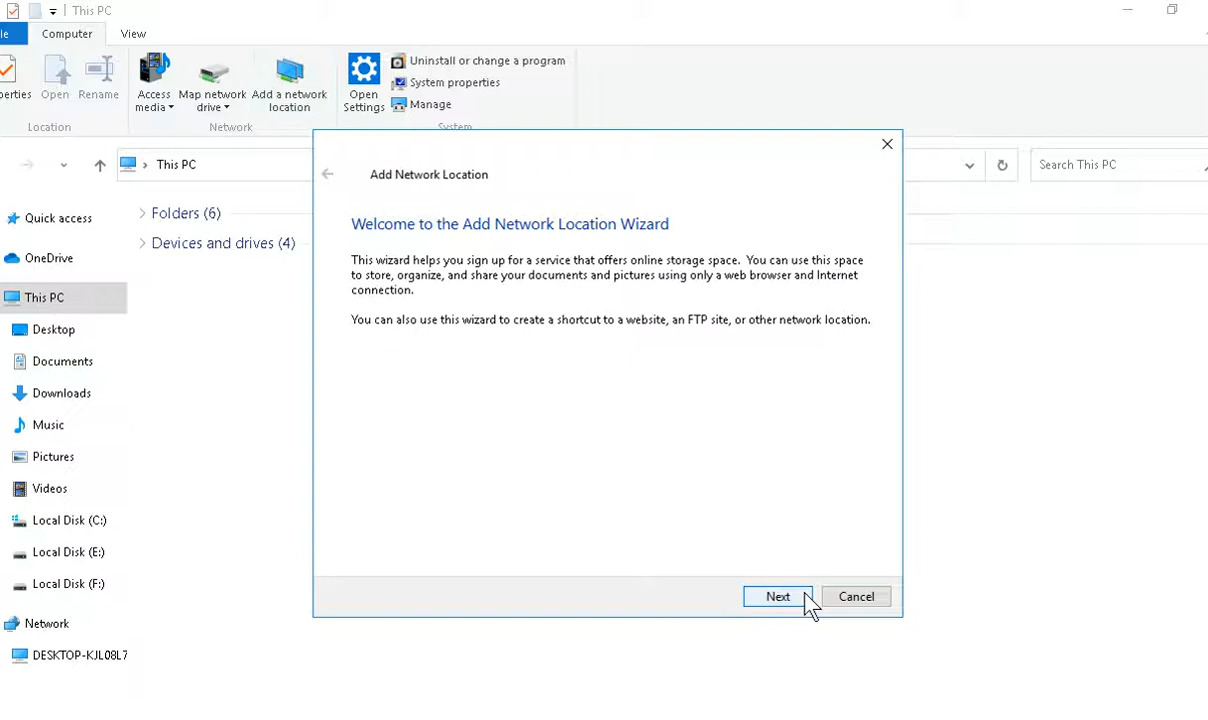 This PC
le
Computer
View
perties
Open
Rename
Access media
Map network drive
Add a network location
Open Settings
Uninstall or change a program
System properties
Manage
Location
Network
System
This PC
Search This PC
Quick access
OneDrive
This PC
Desktop
Documents
Downloads
Music
Pictures
Videos
Local Disk (C:)
Local Disk (E:)
Local Disk (F:)
Network
DESKTOP-KJL08L7
Folders (6)
Devices and drives (4)
Add Network Location
Welcome to the Add Network Location Wizard
This wizard helps you sign up for a service that offers online storage space. You can use this space
to store, organize, and share your documents and pictures using only a web browser and Internet
connection.
You can also use this wizard to create a shortcut to a website, an FTP site, or other network location.
Next
Cancel